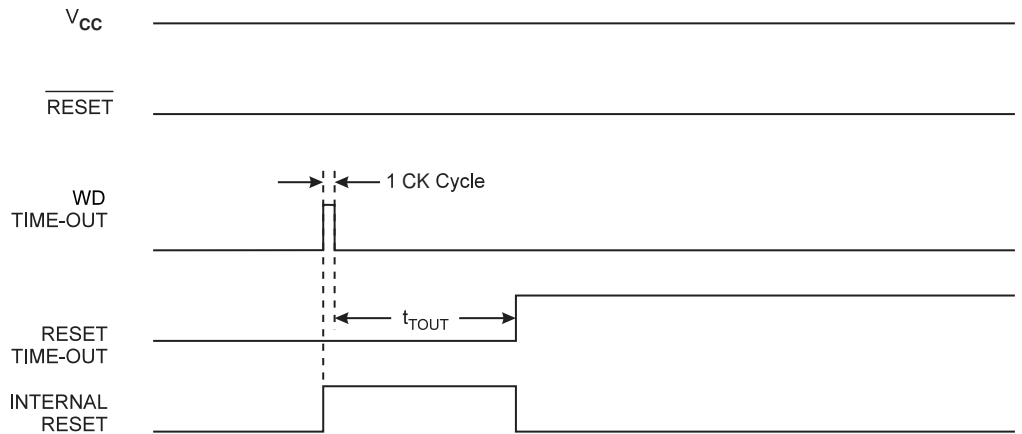 VCC
RESET
1 CK Cycle
WD
TIME-OUT
tTOUT
RESET
TIME-OUT
INTERNAL
RESET